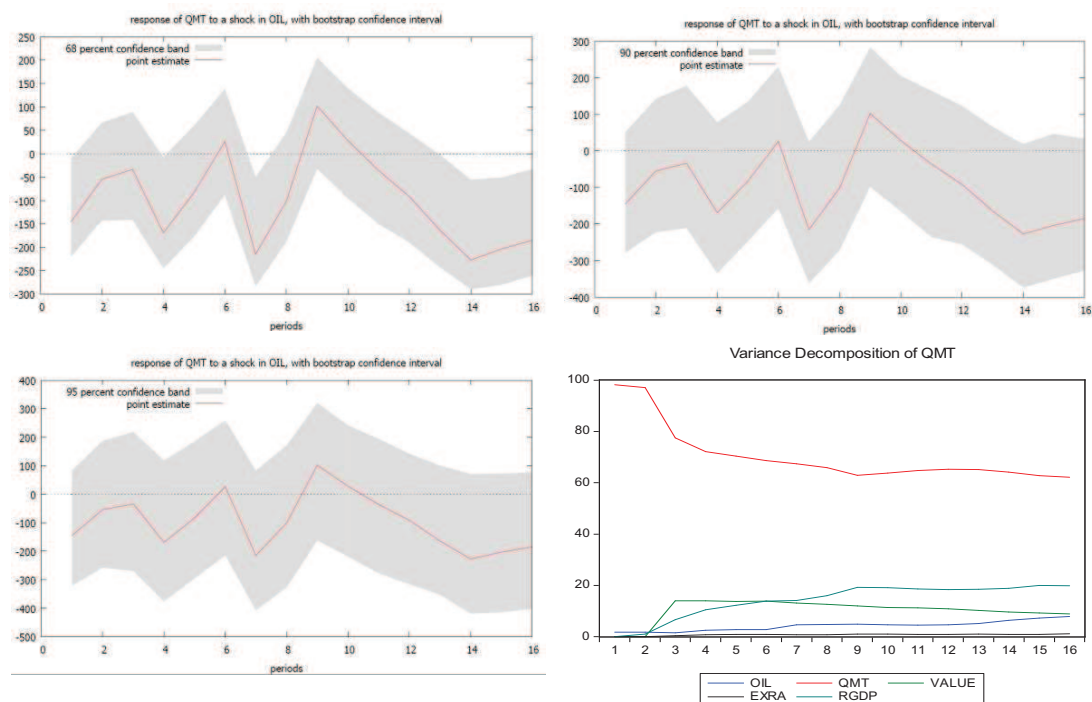 response of QMT to a shock in OIL, with bootstrap confidence interval
68 percent confidence band
point estimate
250
200
150
100
50
0
-50
-100
-150
-200
-250
-300
0 2 4 6 8 10 12 14 16
periods
response of QMT to a shock in OIL, with bootstrap confidence interval
90 percent confidence band
point estimate
300
200
100
0
-100
-200
-300
-400
0 2 4 6 8 10 12 14 16
periods
response of QMT to a shock in OIL, with bootstrap confidence interval
95 percent confidence band
point estimate
400
300
200
100
0
-100
-200
-300
-400
-500
0 2 4 6 8 10 12 14 16
periods
Variance Decomposition of QMT
100
80
60
40
20
0
1 2 3 4 5 6 7 8 9 10 11 12 13 14 15 16
OIL QMT VALUE
EXRA RGDP